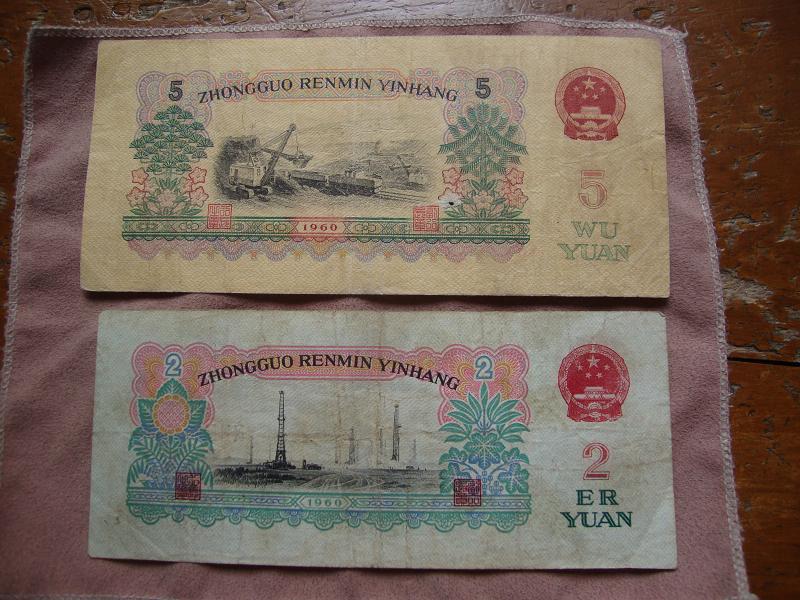 5 ZHONGGUO RENMIN YINHANG 5
5
1960
WU
YUAN
2 ZHONGGUO RENMIN YINHANG 2
2
1960
ER
YUAN